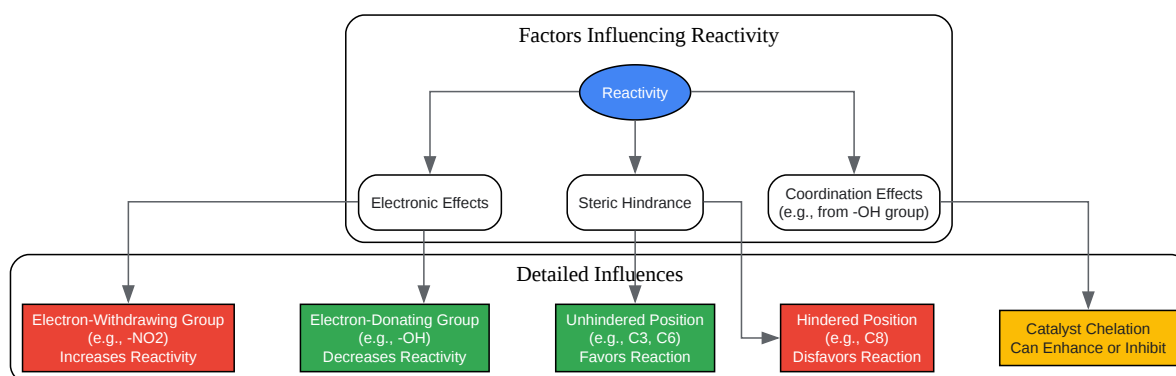 Factors Influencing Reactivity
Reactivity
Electronic Effects
Steric Hindrance
Coordination Effects
(e.g., from -OH group)
Detailed Influences
Electron-Withdrawing Group
(e.g., -NO2)
Increases Reactivity
Electron-Donating Group
(e.g., -OH)
Decreases Reactivity
Unhindered Position
(e.g., C3, C6)
Favors Reaction
Hindered Position
(e.g., C8)
Disfavors Reaction
Catalyst Chelation
Can Enhance or Inhibit